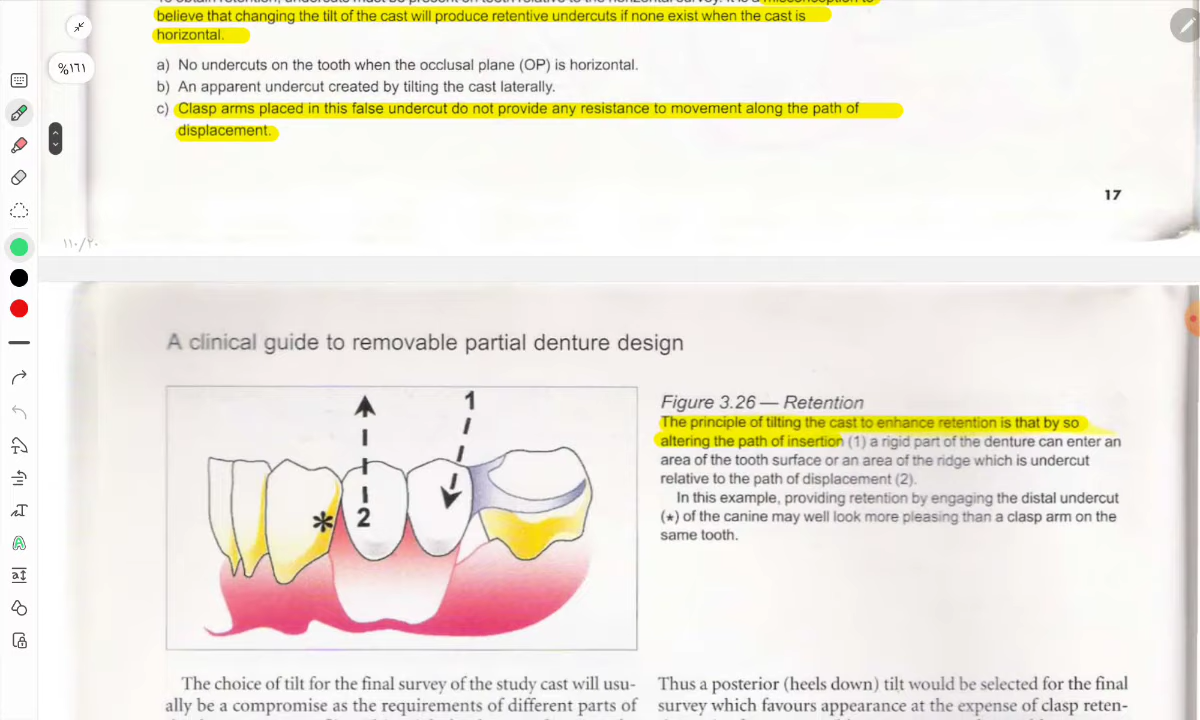 believe that changing the tilt of the cast will produce retentive undercuts if none exist when the cast is
horizontal.
a) No undercuts on the tooth when the occlusal plane (OP) is horizontal.
b) An apparent undercut created by tilting the cast laterally.
c) Clasp arms placed in this false undercut do not provide any resistance to movement along the path of
displacement.
17
%١٦١
١١٠/٢٠
A clinical guide to removable partial denture design
1
2
*
Figure 3.26 — Retention
The principle of tilting the cast to enhance retention is that by so
altering the path of insertion (1) a rigid part of the denture can enter an
area of the tooth surface or an area of the ridge which is undercut
relative to the path of displacement (2).
In this example, providing retention by engaging the distal undercut
(*) of the canine may well look more pleasing than a clasp arm on the
same tooth.
The choice of tilt for the final survey of the study cast will usu-
ally be a compromise as the requirements of different parts of
Thus a posterior (heels down) tilt would be selected for the final
survey which favours appearance at the expense of clasp reten-